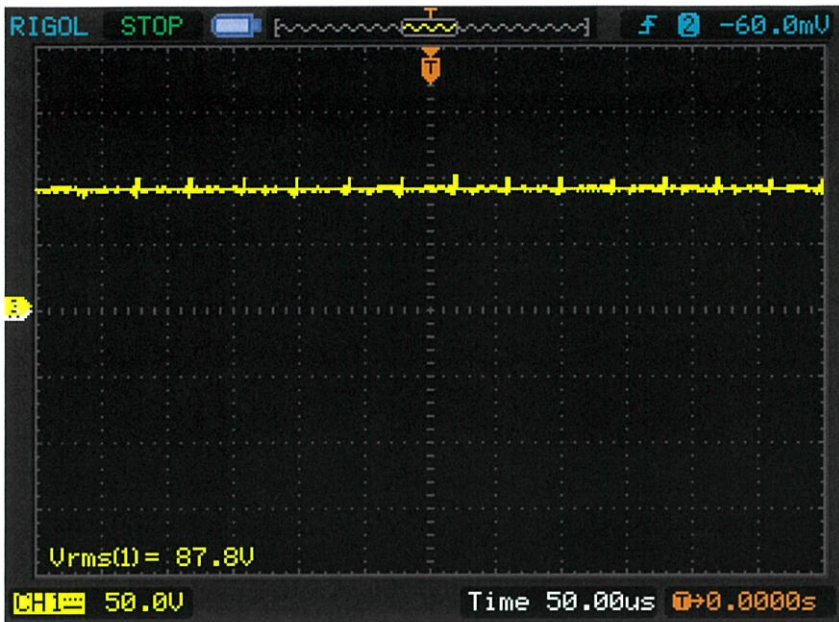 RIGOL STOP T 2 -60.0mV
T
Vrms(1)= 87.8V
CH1 50.0V Time 50.00us T→0.0000s